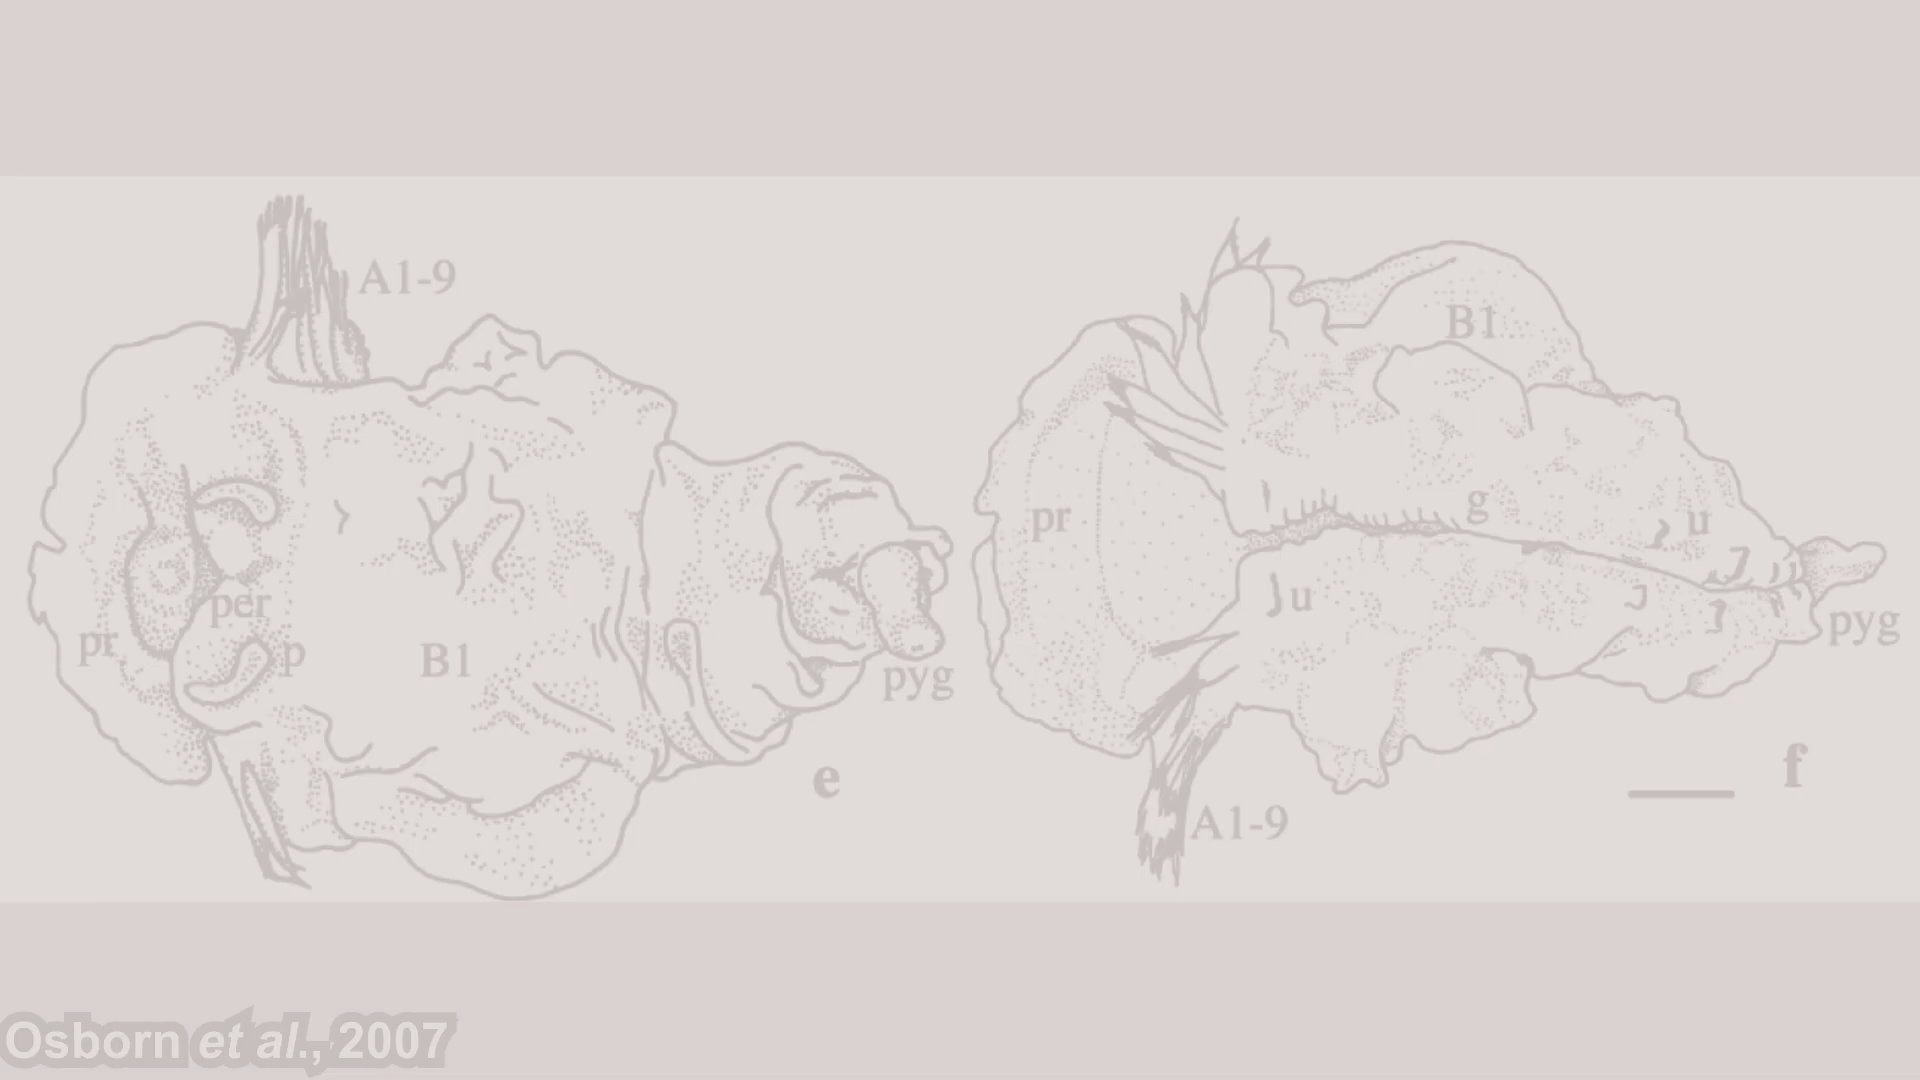 A1-9
per
pr
p
B1
pyg
e
B1
pr
g
u
u
pyg
A1-9
f
Osborn et al., 2007